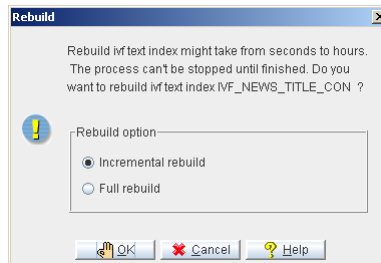 Rebuild
Rebuild ivf text index might take from seconds to hours.
The process can't be stopped until finished. Do you
want to rebuild ivf text index IVF_NEWS_TITLE_CON ?
Rebuild option
Incremental rebuild
Full rebuild
OK Cancel Help